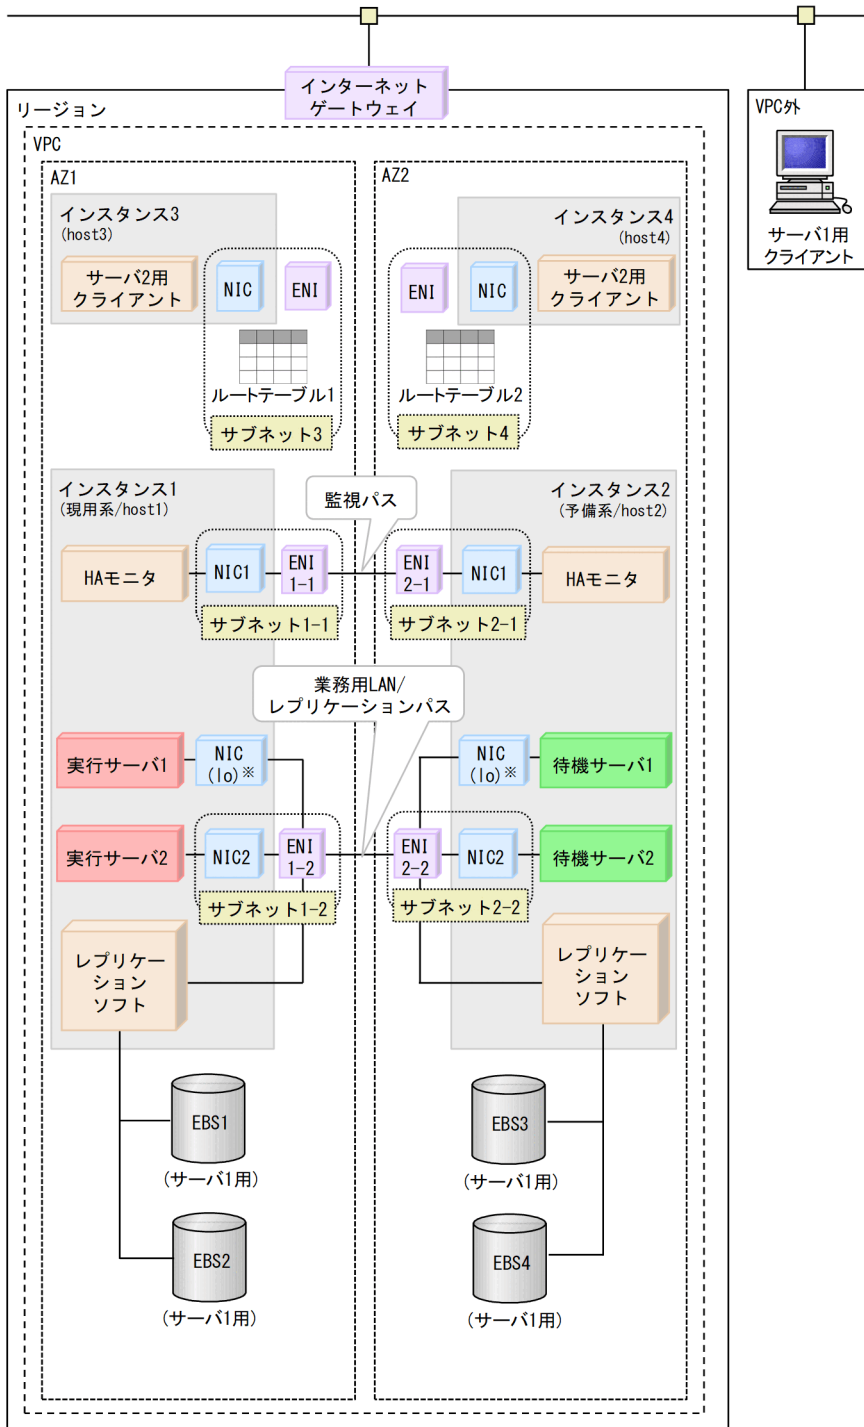 インターネット
ゲートウェイ
リージョン
VPC外
サーバ1用
クライアント
VPC
AZ1
AZ2
インスタンス3
(host3)
サーバ2用
クライアント
NIC
ENI
ルートテーブル1
サブネット3
インスタンス4
(host4)
ENI
NIC
サーバ2用
クライアント
ルートテーブル2
サブネット4
インスタンス1
(現用系/host1)
監視パス
インスタンス2
(予備系/host2)
HAモニタ
NIC1
ENI
1-1
ENI
2-1
NIC1
HAモニタ
サブネット1-1
サブネット2-1
業務用LAN/
レプリケーションパス
実行サーバ1
NIC
(lo)※
NIC
(lo)※
待機サーバ1
実行サーバ2
NIC2
ENI
1-2
ENI
2-2
NIC2
待機サーバ2
サブネット1-2
サブネット2-2
レプリケー
ション
ソフト
レプリケー
ション
ソフト
EBS1
(サーバ1用)
EBS3
(サーバ1用)
EBS2
(サーバ1用)
EBS4
(サーバ1用)